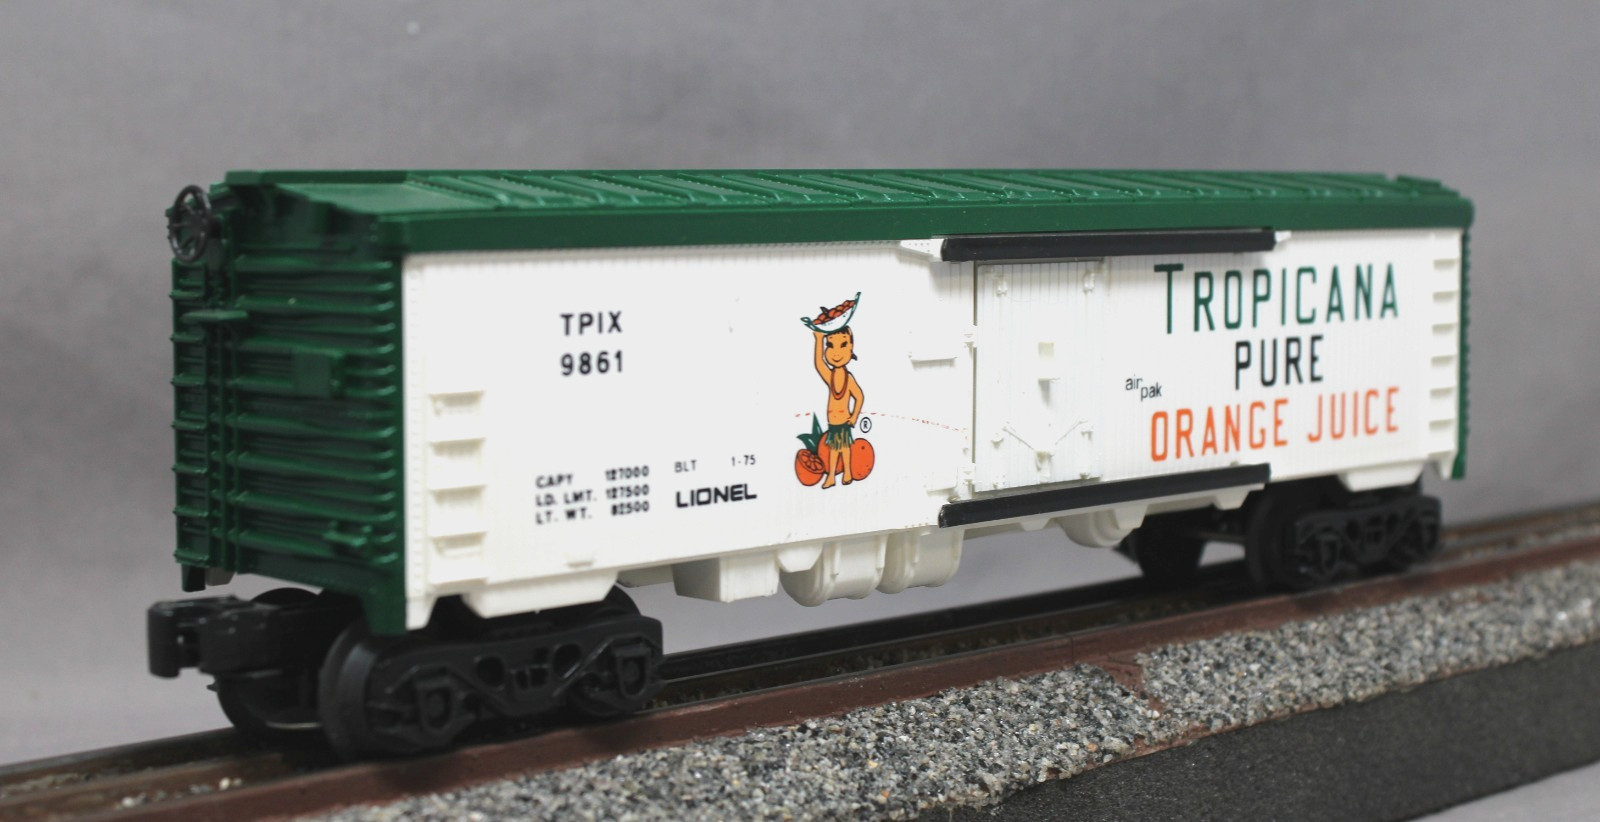 TPIX
9861
CAPY 127000
LD. LMT. 127500
LT. WT. 82500
BLT 1-75
LIONEL
®
TROPICANA
PURE
air pak
ORANGE JUICE